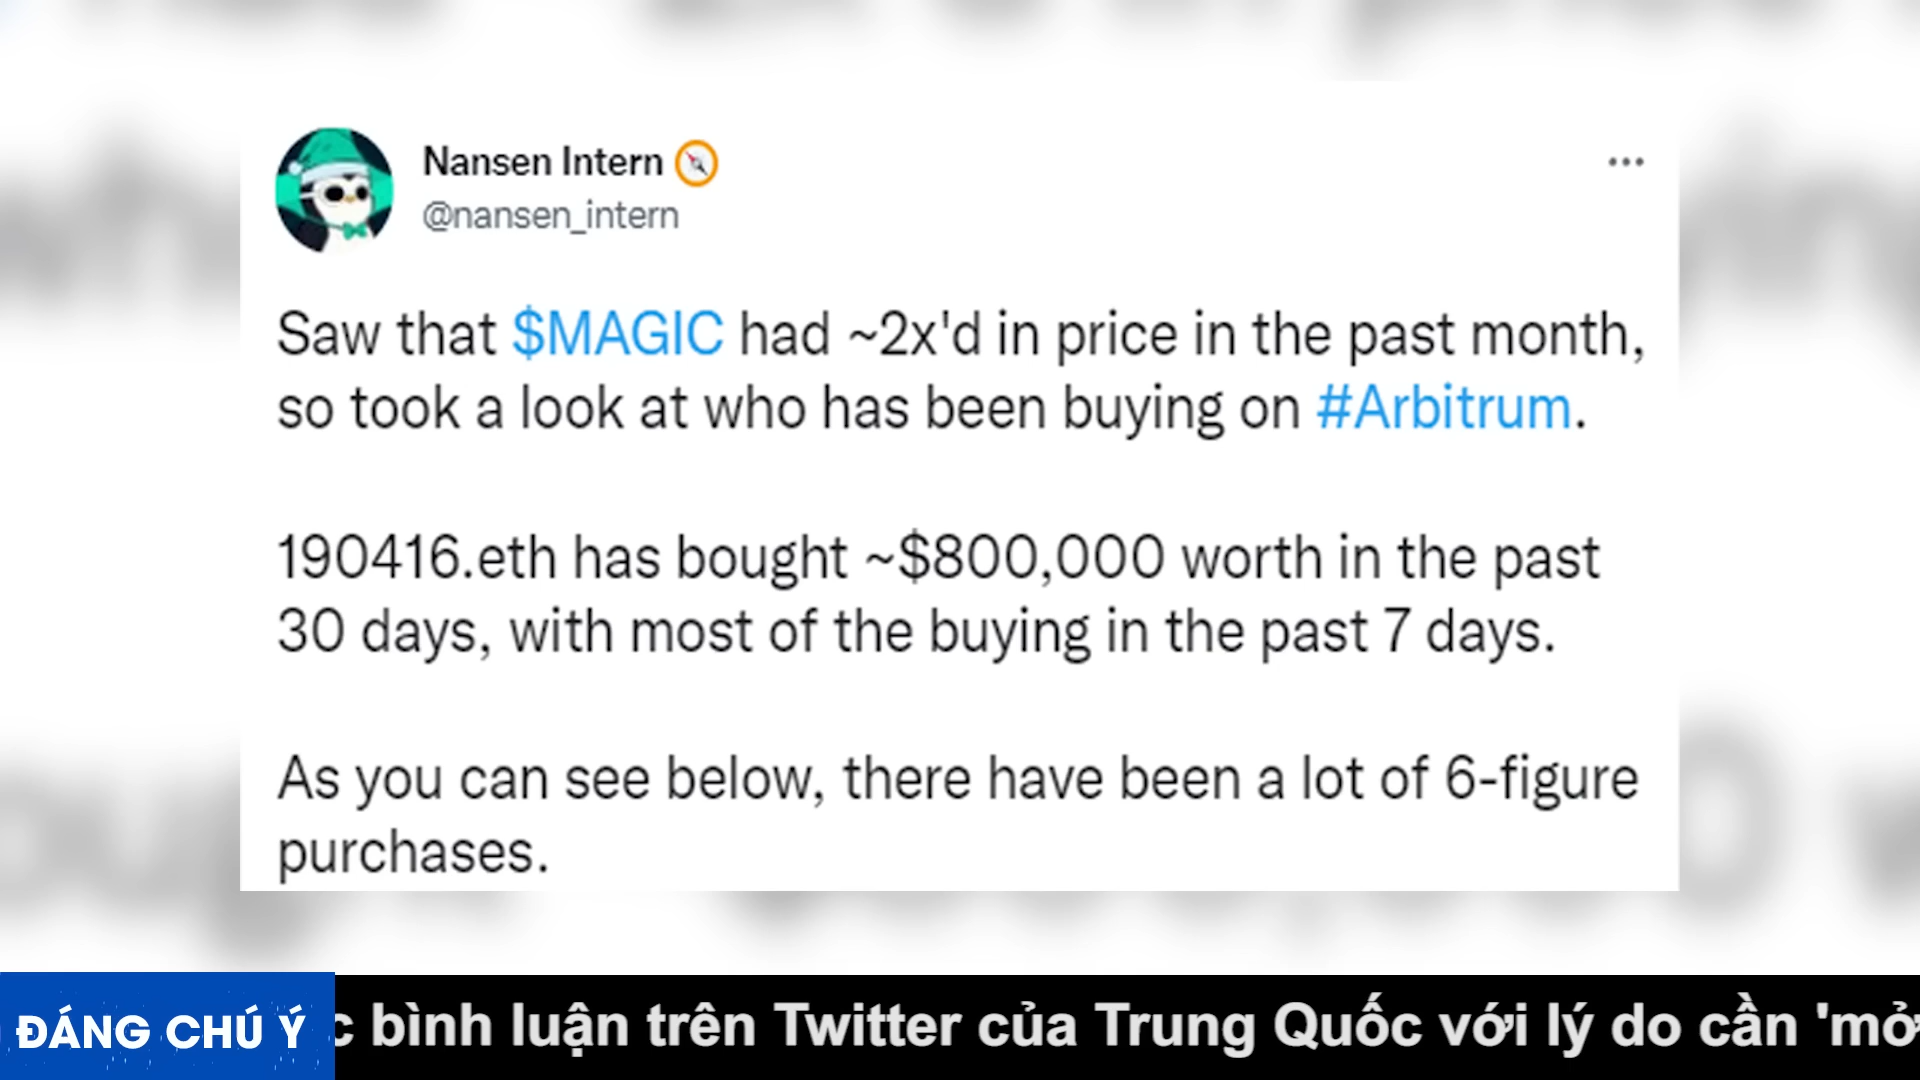 Nansen Intern
@nansen_intern
Saw that $MAGIC had ~2x'd in price in the past month,
so took a look at who has been buying on #Arbitrum.
190416.eth has bought ~$800,000 worth in the past
30 days, with most of the buying in the past 7 days.
As you can see below, there have been a lot of 6-figure
purchases.
ĐÁNG CHÚ Ý
c bình luận trên Twitter của Trung Quốc với lý do cần 'mở